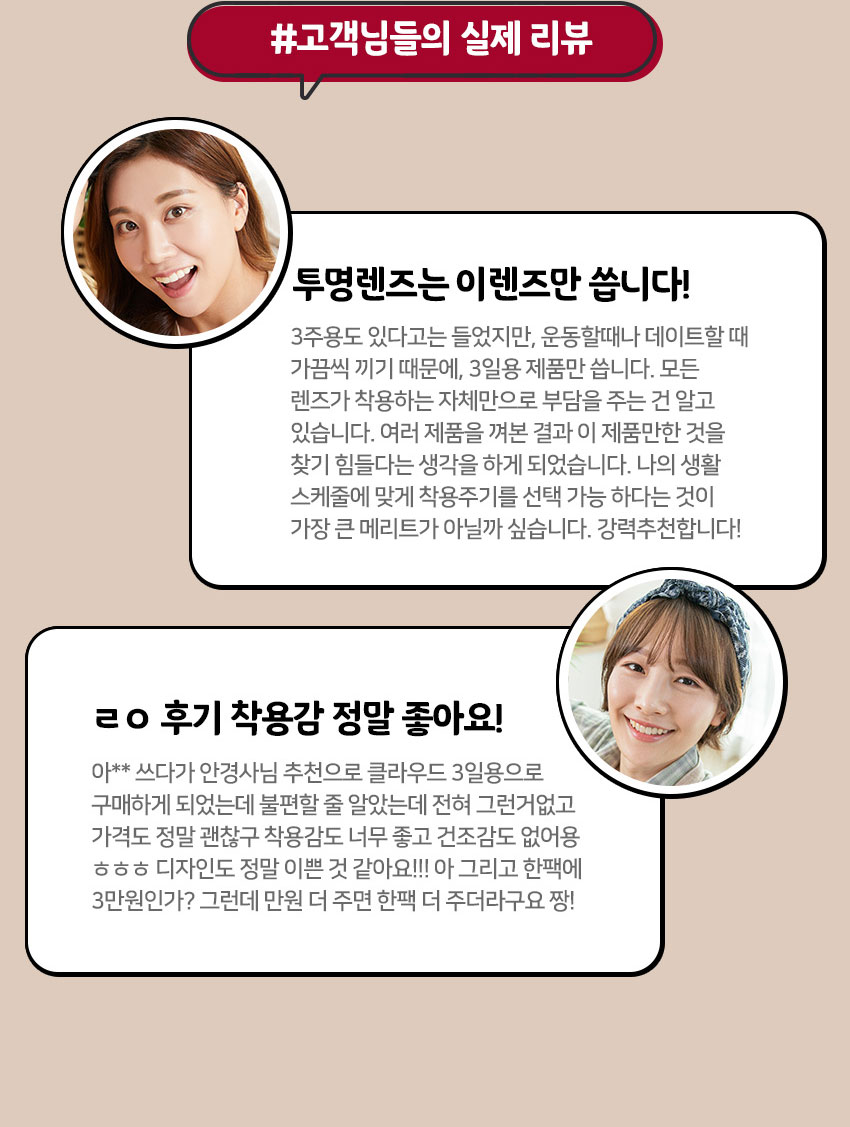 #고객님들의 실제 리뷰
투명렌즈는 이렌즈만 씁니다!
3주용도 있다고는 들었지만, 운동할때나 데이트할 때
가끔씩 끼기 때문에, 3일용 제품만 씁니다. 모든
렌즈가 착용하는 자체만으로 부담을 주는 건 알고
있습니다. 여러 제품을 껴본 결과 이 제품만한 것을
찾기 힘들다는 생각을 하게 되었습니다. 나의 생활
스케줄에 맞게 착용주기를 선택 가능 하다는 것이
가장 큰 메리트가 아닐까 싶습니다. 강력추천합니다!
ㄹㅇ 후기 착용감 정말 좋아요!
아** 쓰다가 안경사님 추천으로 클라우드 3일용으로
구매하게 되었는데 불편할 줄 알았는데 전혀 그런거없고
가격도 정말 괜찮구 착용감도 너무 좋고 건조감도 없어용
ㅎㅎㅎ 디자인도 정말 이쁜 것 같아요!!! 아 그리고 한팩에
3만원인가? 그런데 만원 더 주면 한팩 더 주더라구요 짱!